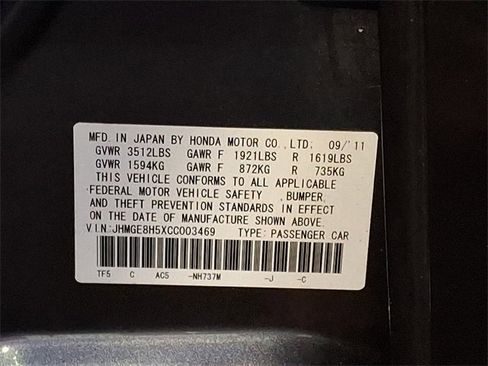 MFD. IN JAPAN BY HONDA MOTOR CO., LTD. 09/'11
GVWR 3512LBS GAWR F 1921LBS R 1619LBS
GVWR 1594KG GAWR F 872KG R 735KG
THIS VEHICLE CONFORMS TO ALL APPLICABLE
FEDERAL MOTOR VEHICLE SAFETY ,BUMPER,
AND THEFT PREVENTION STANDARDS IN EFFECT
ON THE DATE OF MANUFACTURE SHOWN ABOVE.
V.I.N.:JHMGE8H5XCC003469 TYPE: PASSENGER CAR
TF5 C AC5 -NH737M -J -C